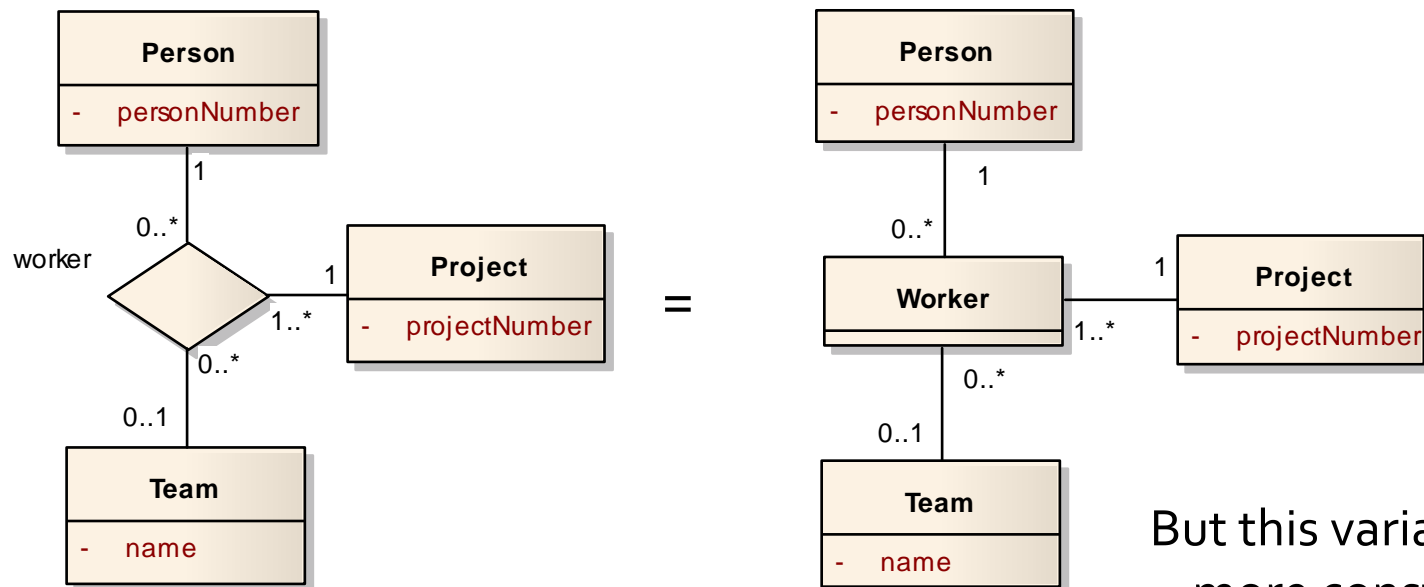 Person
- personNumber
1
0..*
worker
1
1..*
Project
- projectNumber
0..*
0..1
Team
- name
=
Person
- personNumber
1
0..*
Worker
1
1..*
Project
- projectNumber
0..*
0..1
Team
- name
But this varia